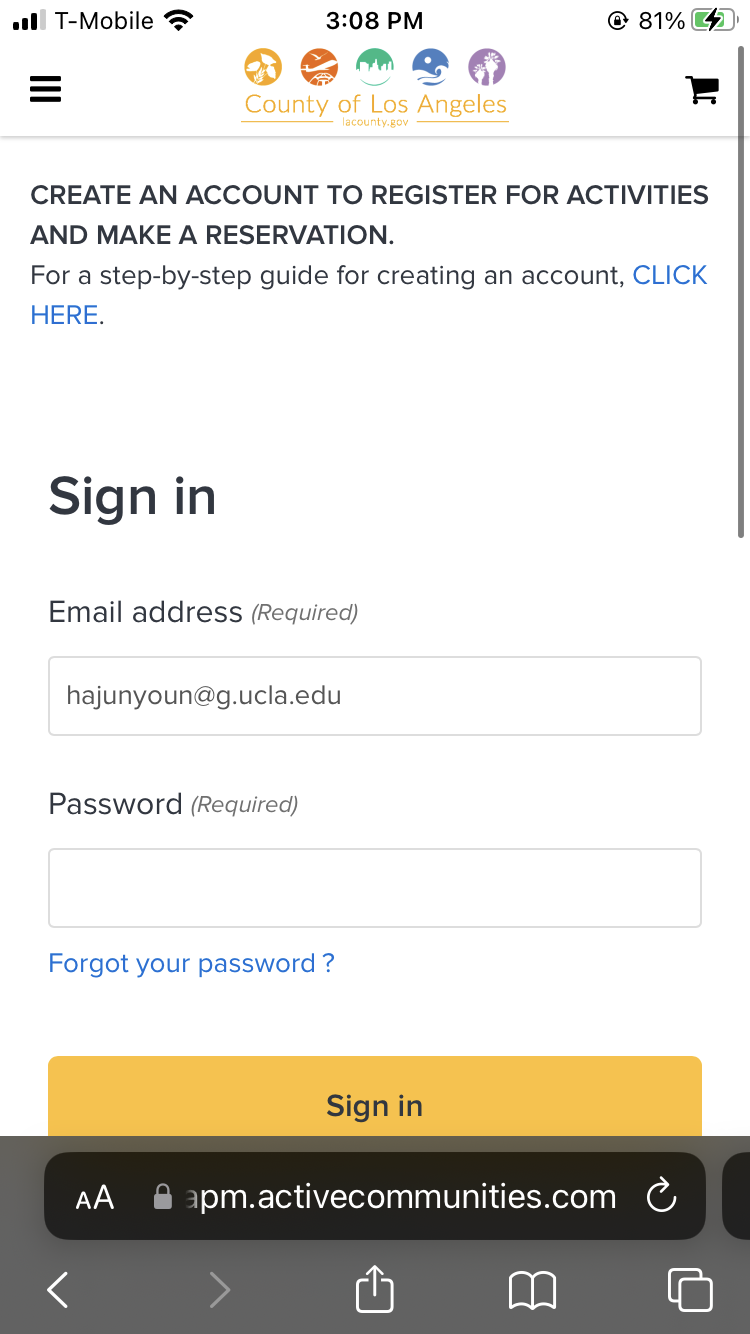 T-Mobile 3:08 PM 81%
County of Los Angeles
lacounty.gov
CREATE AN ACCOUNT TO REGISTER FOR ACTIVITIES
AND MAKE A RESERVATION.
For a step-by-step guide for creating an account, CLICK
HERE.
Sign in
Email address (Required)
hajunyoun@g.ucla.edu
Password (Required)
Forgot your password ?
Sign in
AA apm.activecommunities.com